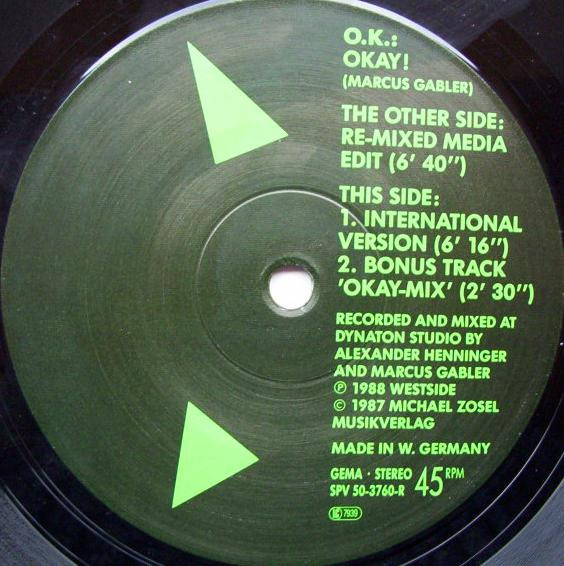 O.K.:
OKAY!
(MARCUS GABLER)
THE OTHER SIDE:
RE-MIXED MEDIA
EDIT (6' 40")
THIS SIDE:
1. INTERNATIONAL
VERSION (6' 16")
2. BONUS TRACK
'OKAY-MIX' (2' 30")
RECORDED AND MIXED AT
DYNATON STUDIO BY
ALEXANDER HENNINGER
AND MARCUS GABLER
℗ 1988 WESTSIDE
© 1987 MICHAEL ZOSEL
MUSIKVERLAG
MADE IN W. GERMANY
GEMA · STEREO 45 RPM
SPV 50-3760-R
LC 7939